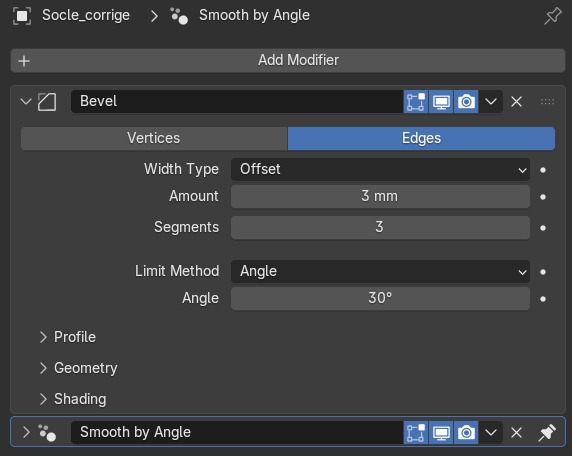 Socle_corrige > Smooth by Angle
+ Add Modifier
Bevel
Vertices Edges
Width Type Offset
Amount 3 mm
Segments 3
Limit Method Angle
Angle 30°
Profile
Geometry
Shading
Smooth by Angle